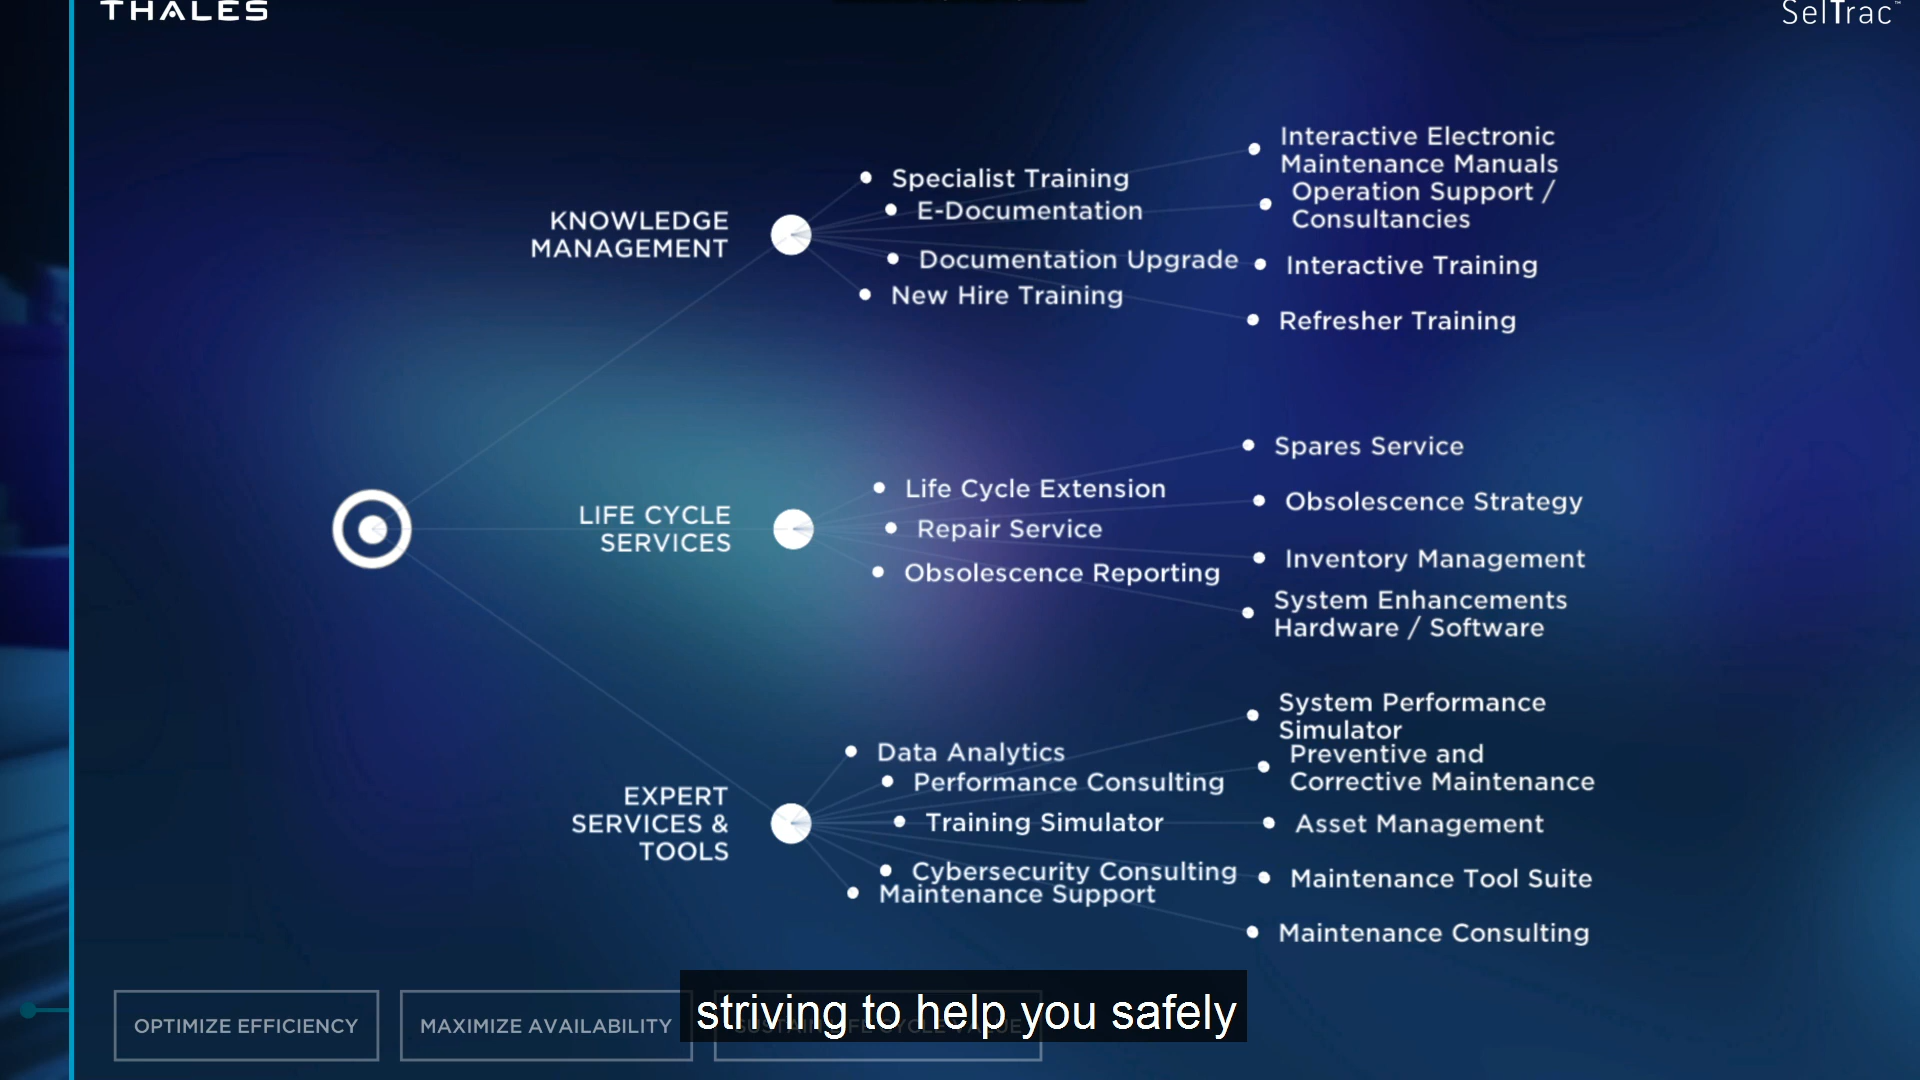 THALES
SelTrac™
KNOWLEDGE
MANAGEMENT
Specialist Training
E-Documentation
Documentation Upgrade
New Hire Training
Interactive Electronic
Maintenance Manuals
Operation Support /
Consultancies
Interactive Training
Refresher Training
LIFE CYCLE
SERVICES
Life Cycle Extension
Repair Service
Obsolescence Reporting
Spares Service
Obsolescence Strategy
Inventory Management
System Enhancements
Hardware / Software
EXPERT
SERVICES &
TOOLS
Data Analytics
Performance Consulting
Training Simulator
Cybersecurity Consulting
Maintenance Support
System Performance
Simulator
Preventive and
Corrective Maintenance
Asset Management
Maintenance Tool Suite
Maintenance Consulting
OPTIMIZE EFFICIENCY
MAXIMIZE AVAILABILITY
striving to help you safely